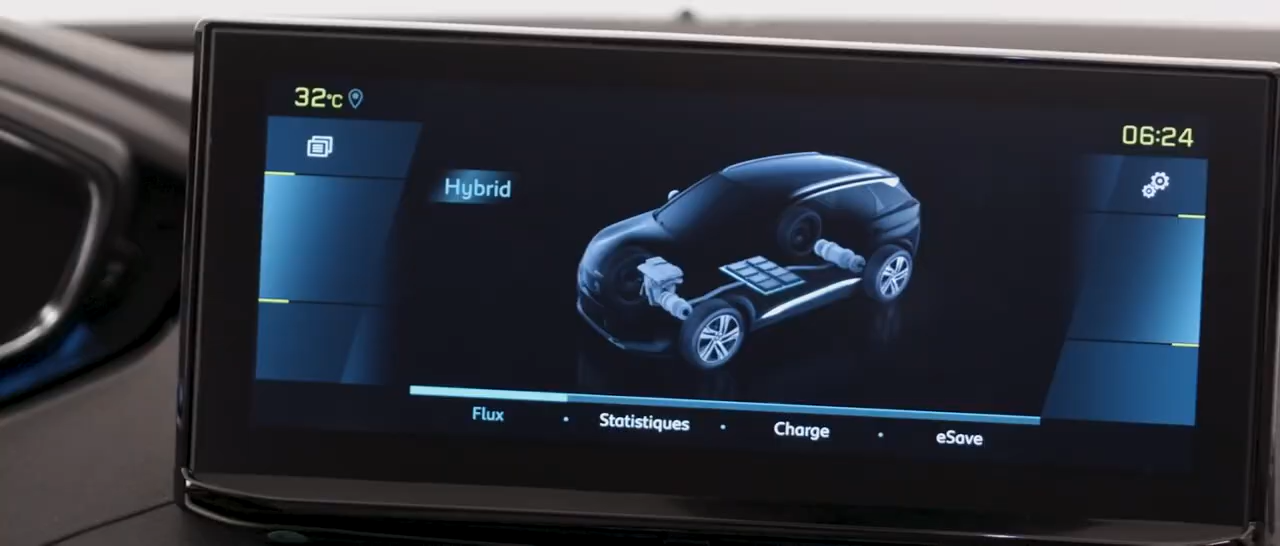 32°C
06:24
Hybrid
Flux • Statistiques • Charge • eSave